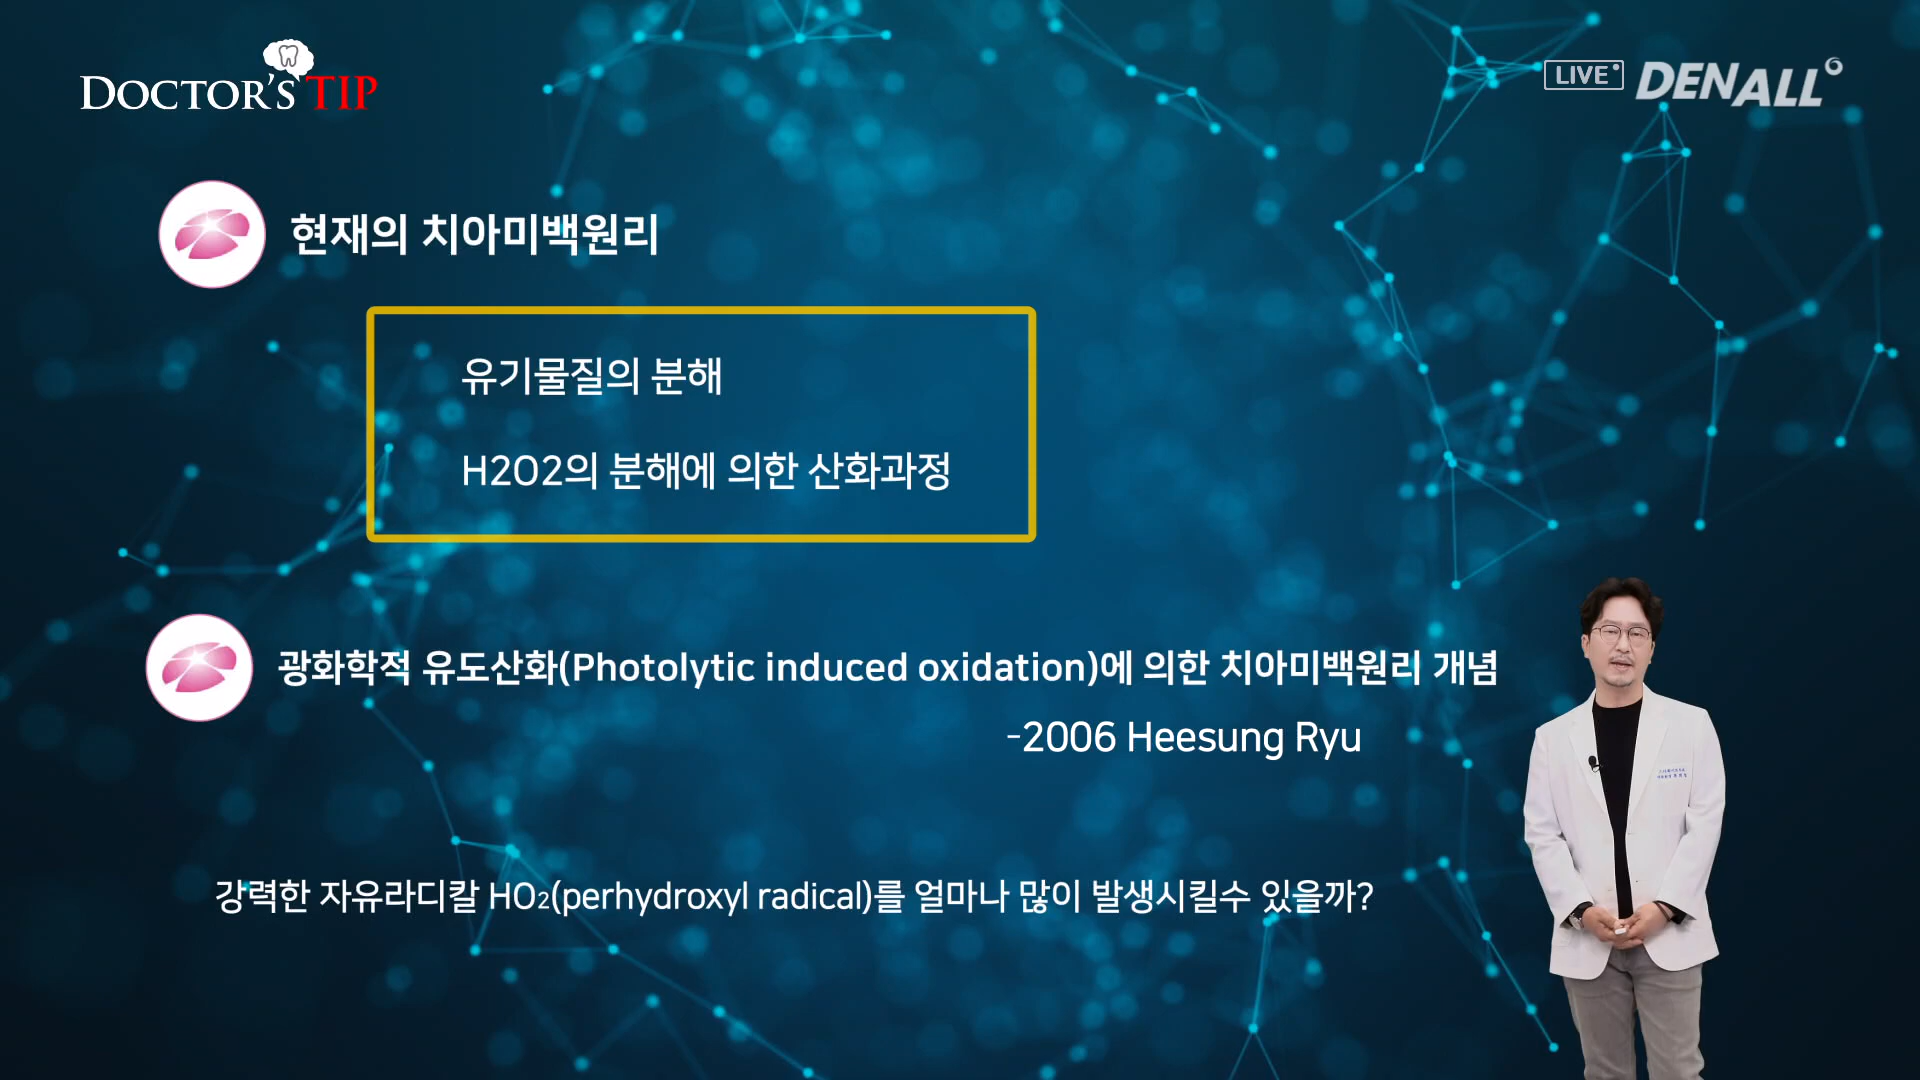 DOCTOR'S TIP
LIVE DENALL
현재의 치아미백원리
유기물질의 분해
H2O2의 분해에 의한 산화과정
광화학적 유도산화(Photolytic induced oxidation)에 의한 치아미백원리 개념
-2006 Heesung Ryu
강력한 자유라디칼 HO₂(perhydroxyl radical)를 얼마나 많이 발생시킬수 있을까?